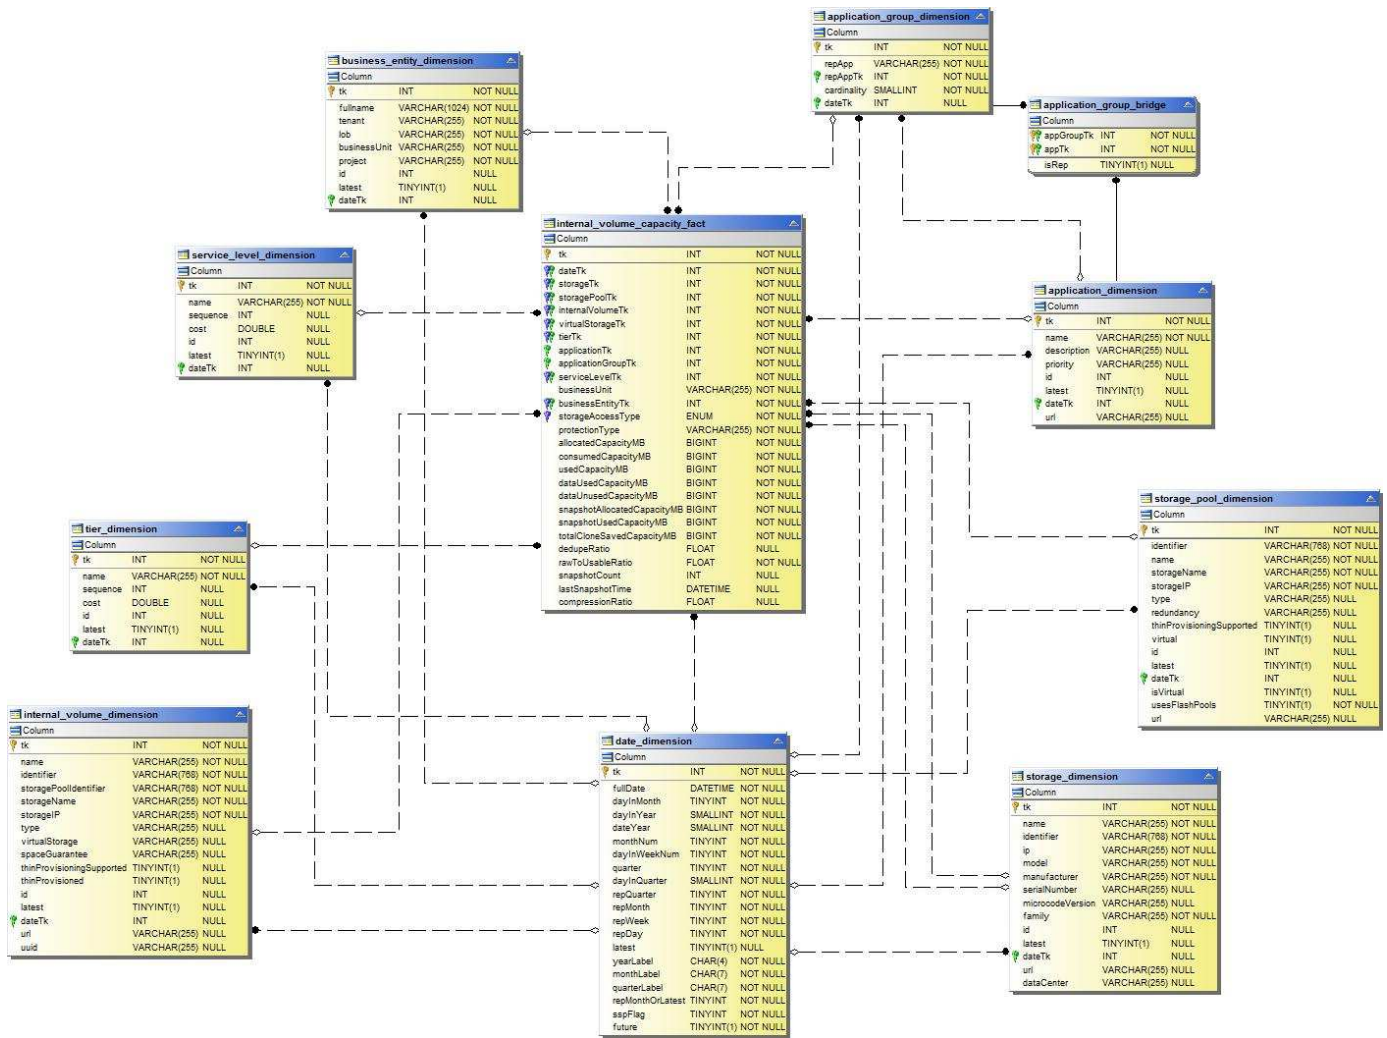 application_group_dimension
Column
tk INT NOT NULL
repApp VARCHAR(255) NOT NULL
repAppTk INT NOT NULL
cardinality SMALLINT NOT NULL
dateTk INT NULL
business_entity_dimension
Column
tk INT NOT NULL
fullname VARCHAR(1024) NOT NULL
tenant VARCHAR(255) NOT NULL
lob VARCHAR(255) NOT NULL
businessUnit VARCHAR(255) NOT NULL
project VARCHAR(255) NOT NULL
id INT NULL
latest TINYINT(1) NULL
dateTk INT NULL
application_group_bridge
Column
appGroupTk INT NOT NULL
appTk INT NOT NULL
isRep TINYINT(1) NULL
internal_volume_capacity_fact
Column
tk INT NOT NULL
dateTk INT NOT NULL
storageTk INT NOT NULL
storagePoolTk INT NOT NULL
internalVolumeTk INT NOT NULL
virtualStorageTk INT NOT NULL
tierTk INT NOT NULL
applicationTk INT NOT NULL
applicationGroupTk INT NOT NULL
serviceLevelTk INT NOT NULL
businessUnit VARCHAR(255) NOT NULL
businessEntityTk INT NOT NULL
storageAccessType ENUM NOT NULL
protectionType VARCHAR(255) NOT NULL
allocatedCapacityMB BIGINT NOT NULL
consumedCapacityMB BIGINT NOT NULL
usedCapacityMB BIGINT NOT NULL
dataUsedCapacityMB BIGINT NOT NULL
dataUnusedCapacityMB BIGINT NOT NULL
snapshotAllocatedCapacityMB BIGINT NOT NULL
snapshotUsedCapacityMB BIGINT NOT NULL
totalCloneSavedCapacityMB BIGINT NOT NULL
dedupeRatio FLOAT NULL
rawToUsableRatio FLOAT NOT NULL
snapshotCount INT NULL
lastSnapshotTime DATETIME NULL
compressionRatio FLOAT NULL
service_level_dimension
Column
tk INT NOT NULL
name VARCHAR(255) NOT NULL
sequence INT NULL
cost DOUBLE NULL
id INT NULL
latest TINYINT(1) NULL
dateTk INT NULL
application_dimension
Column
tk INT NOT NULL
name VARCHAR(255) NOT NULL
description VARCHAR(255) NULL
priority VARCHAR(255) NULL
id INT NULL
latest TINYINT(1) NULL
dateTk INT NULL
url VARCHAR(255) NULL
storage_pool_dimension
Column
tk INT NOT NULL
identifier VARCHAR(768) NOT NULL
name VARCHAR(255) NOT NULL
storageName VARCHAR(255) NOT NULL
storageIP VARCHAR(255) NOT NULL
type VARCHAR(255) NULL
redundancy VARCHAR(255) NULL
thinProvisioningSupported TINYINT(1) NULL
virtual TINYINT(1) NULL
id INT NULL
latest TINYINT(1) NULL
dateTk INT NULL
isVirtual TINYINT(1) NULL
usesFlashPools TINYINT(1) NOT NULL
url VARCHAR(255) NULL
tier_dimension
Column
tk INT NOT NULL
name VARCHAR(255) NOT NULL
sequence INT NULL
cost DOUBLE NULL
id INT NULL
latest TINYINT(1) NULL
dateTk INT NULL
internal_volume_dimension
Column
tk INT NOT NULL
name VARCHAR(255) NOT NULL
identifier VARCHAR(768) NOT NULL
storagePoolIdentifier VARCHAR(768) NOT NULL
storageName VARCHAR(255) NOT NULL
storageIP VARCHAR(255) NOT NULL
type VARCHAR(255) NULL
virtualStorage VARCHAR(255) NULL
spaceGuarantee VARCHAR(255) NULL
thinProvisioningSupported TINYINT(1) NULL
thinProvisioned TINYINT(1) NULL
id INT NULL
latest TINYINT(1) NULL
dateTk INT NULL
url VARCHAR(255) NULL
uuid VARCHAR(255) NULL
date_dimension
Column
tk INT NOT NULL
fullDate DATETIME NOT NULL
dayInMonth TINYINT NOT NULL
dayInYear SMALLINT NOT NULL
dateYear SMALLINT NOT NULL
monthNum TINYINT NOT NULL
dayInWeekNum TINYINT NOT NULL
quarter TINYINT NOT NULL
dayInQuarter SMALLINT NOT NULL
repQuarter TINYINT NOT NULL
repMonth TINYINT NOT NULL
repWeek TINYINT NOT NULL
repDay TINYINT NOT NULL
latest TINYINT(1) NULL
yearLabel CHAR(4) NOT NULL
monthLabel CHAR(7) NOT NULL
quarterLabel CHAR(7) NOT NULL
repMonthOrLatest TINYINT NOT NULL
sspFlag TINYINT NOT NULL
future TINYINT(1) NOT NULL
storage_dimension
Column
tk INT NOT NULL
name VARCHAR(255) NOT NULL
identifier VARCHAR(768) NOT NULL
ip VARCHAR(255) NOT NULL
model VARCHAR(255) NOT NULL
manufacturer VARCHAR(255) NOT NULL
serialNumber VARCHAR(255) NULL
microcodeVersion VARCHAR(255) NULL
family VARCHAR(255) NOT NULL
id INT NULL
latest TINYINT(1) NULL
dateTk INT NULL
url VARCHAR(255) NULL
dataCenter VARCHAR(255) NULL